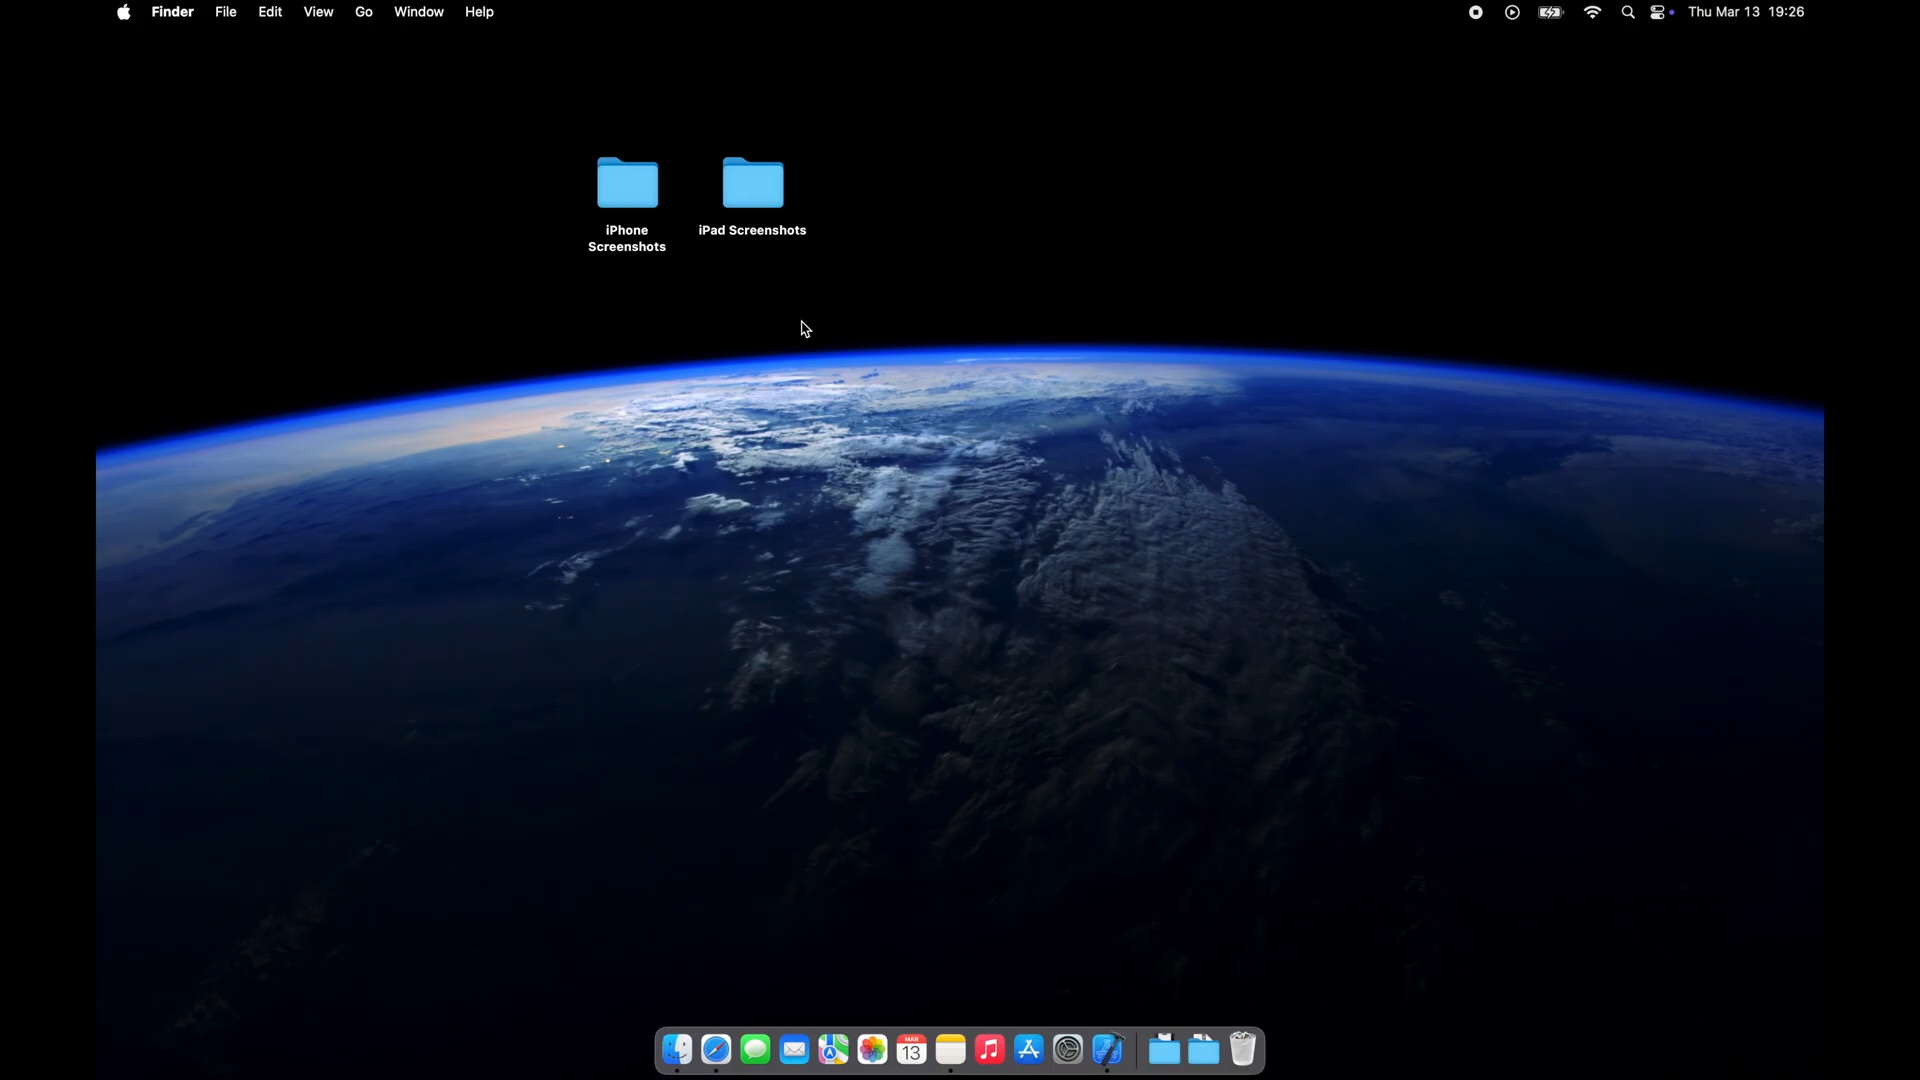 Finder File Edit View Go Window Help Thu Mar 13 19:26
iPhone
Screenshots
iPad Screenshots
MAR
13